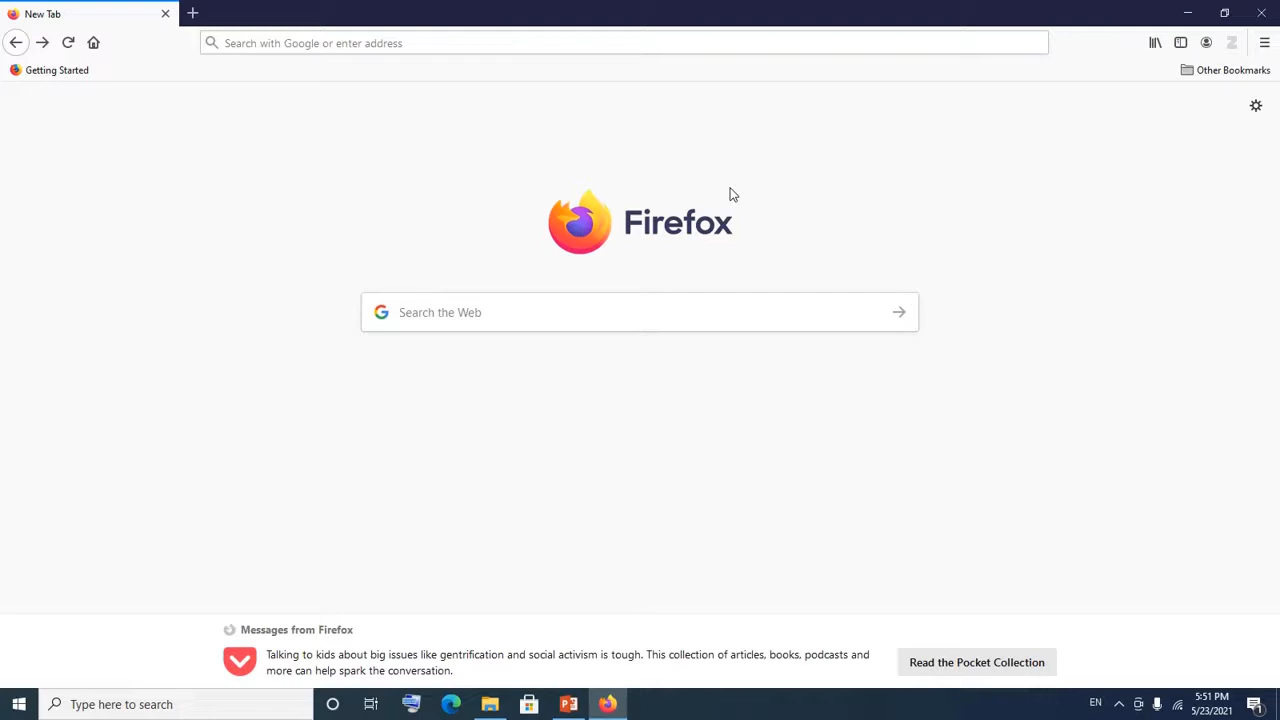 New Tab
Search with Google or enter address
Getting Started
Other Bookmarks
Firefox
Search the Web
Messages from Firefox
Talking to kids about big issues like gentrification and social activism is tough. This collection of articles, books, podcasts and
more can help spark the conversation.
Read the Pocket Collection
Type here to search
EN
5:51 PM
5/23/2021
1